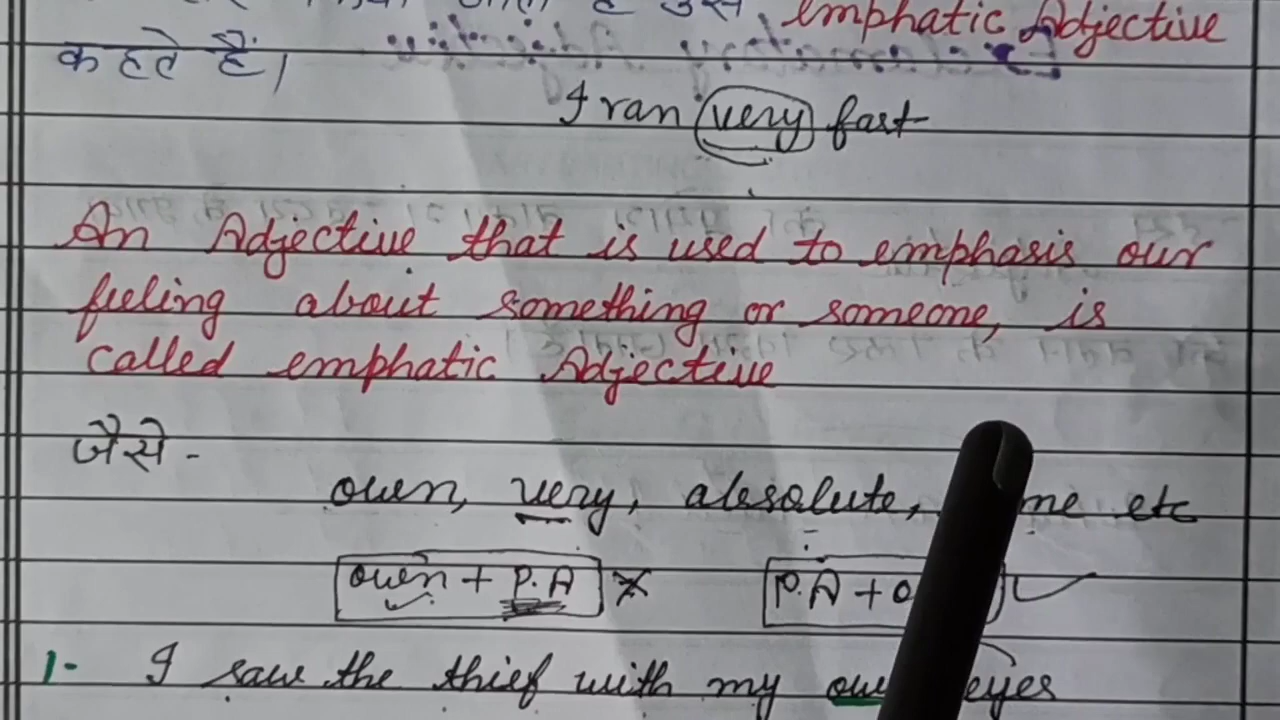 है उसे emphatic Adjective
कहते हैं।
I ran very fast
An Adjective that is used to emphasis our
feeling about something or someone, is
called emphatic Adjective
जैसे -
own, very, absolute, etc
own + P.A × P.A +
1- I saw the thief with my eyes